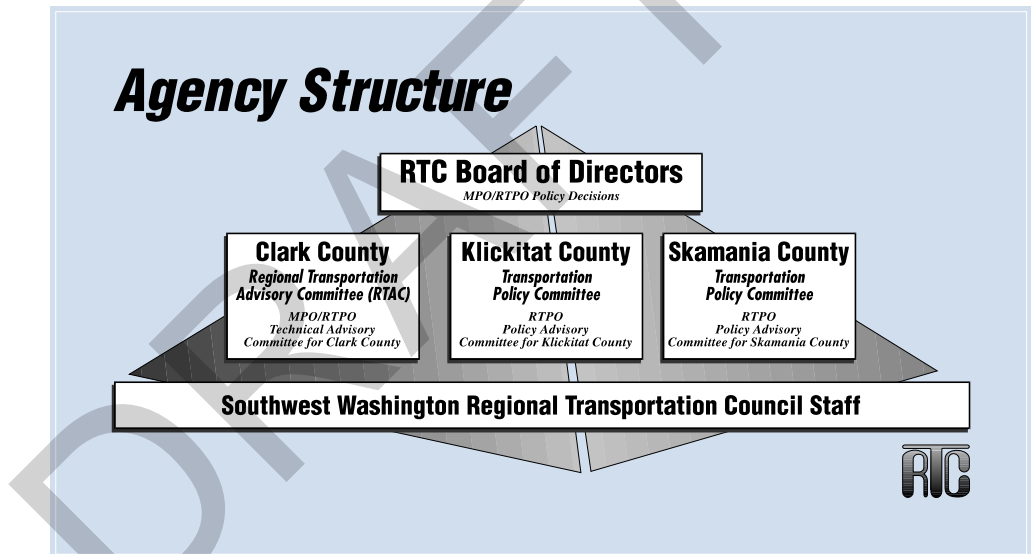 Agency Structure
RTC Board of Directors
MPO/RTPO Policy Decisions
Clark County
Regional Transportation
Advisory Committee (RTAC)
MPO/RTPO
Technical Advisory
Committee for Clark County
Klickitat County
Transportation
Policy Committee
RTPO
Policy Advisory
Committee for Klickitat County
Skamania County
Transportation
Policy Committee
RTPO
Policy Advisory
Committee for Skamania County
Southwest Washington Regional Transportation Council Staff
RTC
DRAFT